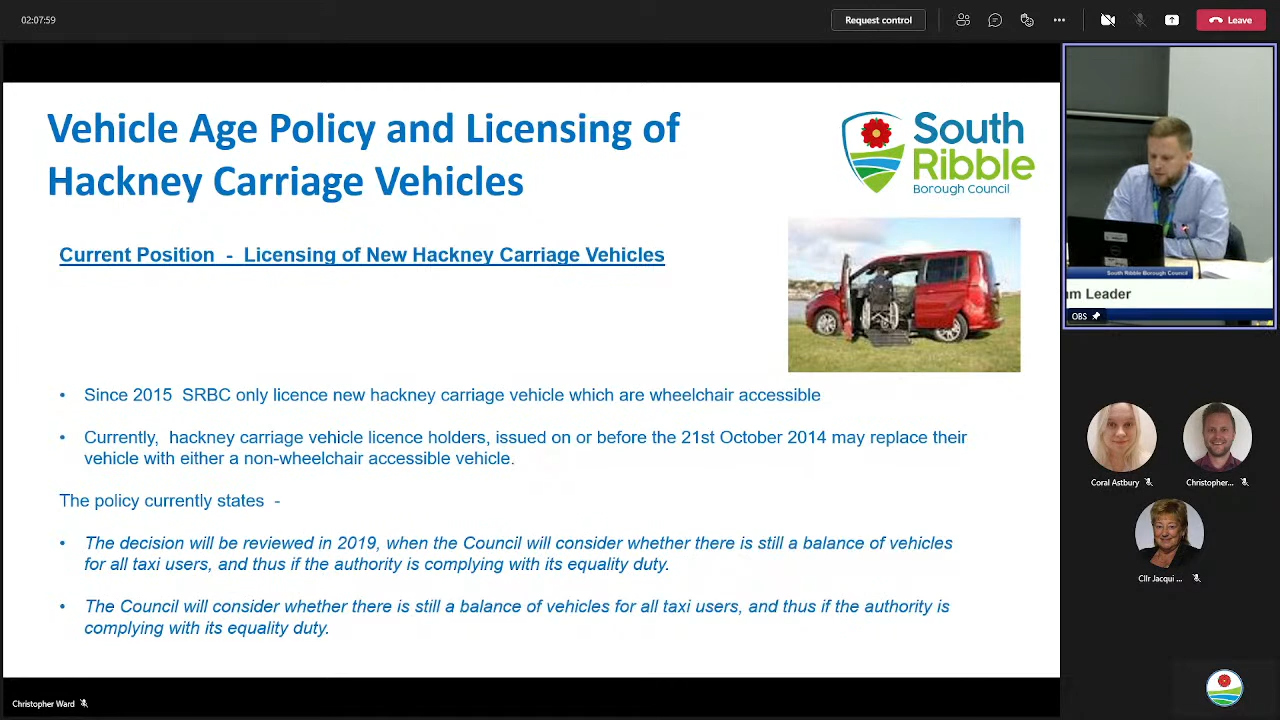 02:07:59
Request control
Leave
Vehicle Age Policy and Licensing of
Hackney Carriage Vehicles
South
Ribble
Borough Council
Current Position - Licensing of New Hackney Carriage Vehicles
• Since 2015 SRBC only licence new hackney carriage vehicle which are wheelchair accessible
• Currently, hackney carriage vehicle licence holders, issued on or before the 21st October 2014 may replace their
vehicle with either a non-wheelchair accessible vehicle.
The policy currently states -
• The decision will be reviewed in 2019, when the Council will consider whether there is still a balance of vehicles
for all taxi users, and thus if the authority is complying with its equality duty.
• The Council will consider whether there is still a balance of vehicles for all taxi users, and thus if the authority is
complying with its equality duty.
Christopher Ward
South Ribble Borough Council
m Leader
OBS
Coral Astbury
Christopher...
Cllr Jacqui ...